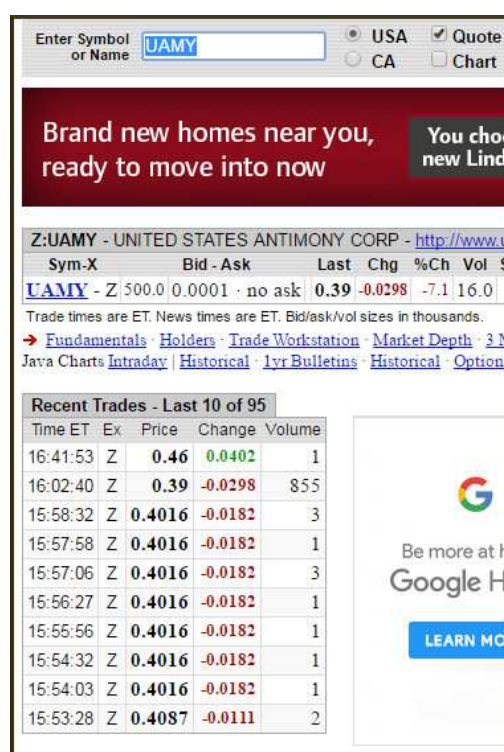 Enter Symbol or Name UAMY USA Quote
CA Chart
Brand new homes near you,
ready to move into now
You cho
new Lind
Z:UAMY - UNITED STATES ANTIMONY CORP - http://www.u
Sym-X Bid - Ask Last Chg %Ch Vol S
UAMY - Z 500.0 0.0001 · no ask 0.39 -0.0298 -7.1 16.0
Trade times are ET. News times are ET. Bid/ask/vol sizes in thousands.
➔ Fundamentals · Holders · Trade Workstation · Market Depth · 3 M
Java Charts Intraday | Historical · 1yr Bulletins · Historical · Option
Recent Trades - Last 10 of 95
Time ET Ex Price Change Volume
16:41:53 Z 0.46 0.0402 1
16:02:40 Z 0.39 -0.0298 855
15:58:32 Z 0.4016 -0.0182 3
15:57:58 Z 0.4016 -0.0182 1
15:57:06 Z 0.4016 -0.0182 3
15:56:27 Z 0.4016 -0.0182 1
15:55:56 Z 0.4016 -0.0182 1
15:54:32 Z 0.4016 -0.0182 1
15:54:03 Z 0.4016 -0.0182 1
15:53:28 Z 0.4087 -0.0111 2
G
Be more at h
Google H
LEARN MO